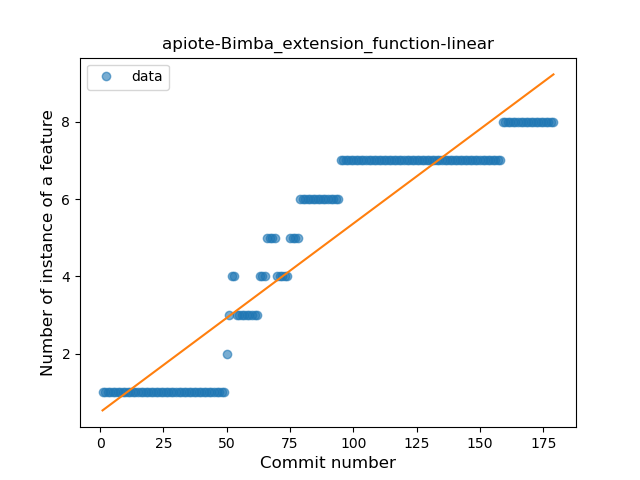 apiote-Bimba_extension_function-linear
data
Number of instance of a feature
8
6
4
2
0 25 50 75 100 125 150 175
Commit number